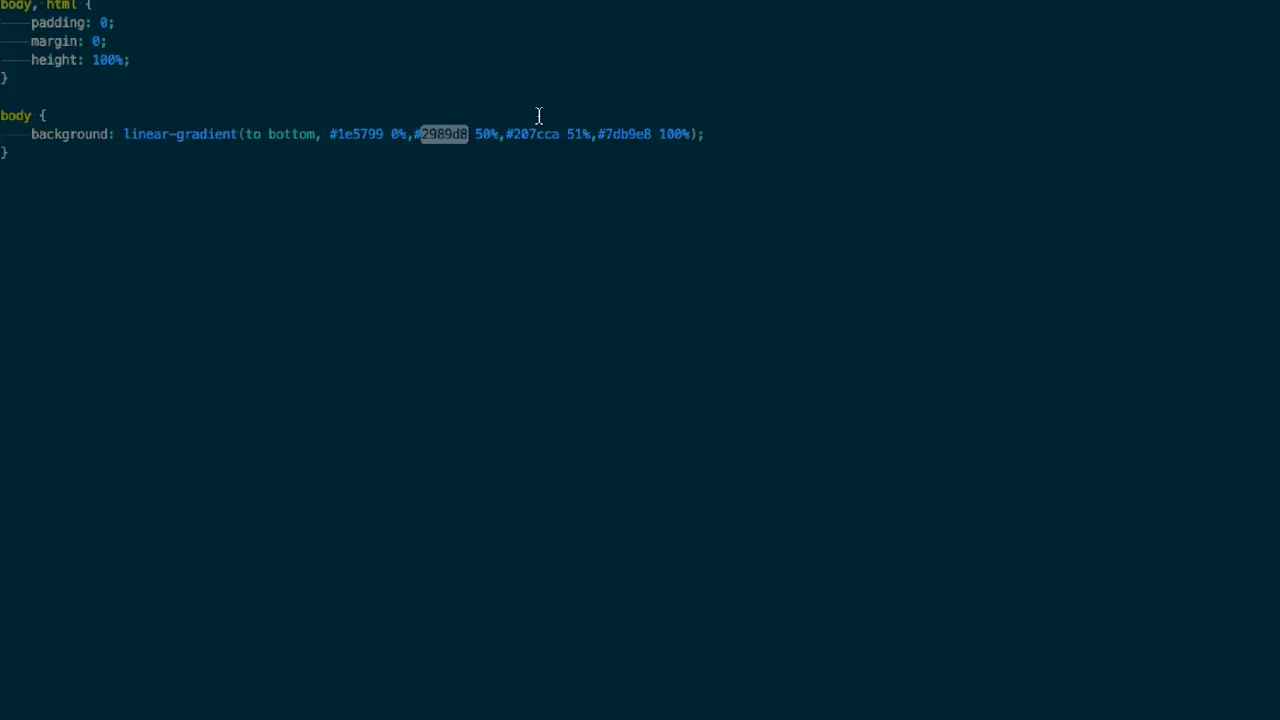 body, html {
padding: 0;
margin: 0;
height: 100%;
}
body {
background: linear-gradient(to bottom, #1e5799 0%,#2989d8 50%,#207cca 51%,#7db9e8 100%);
}